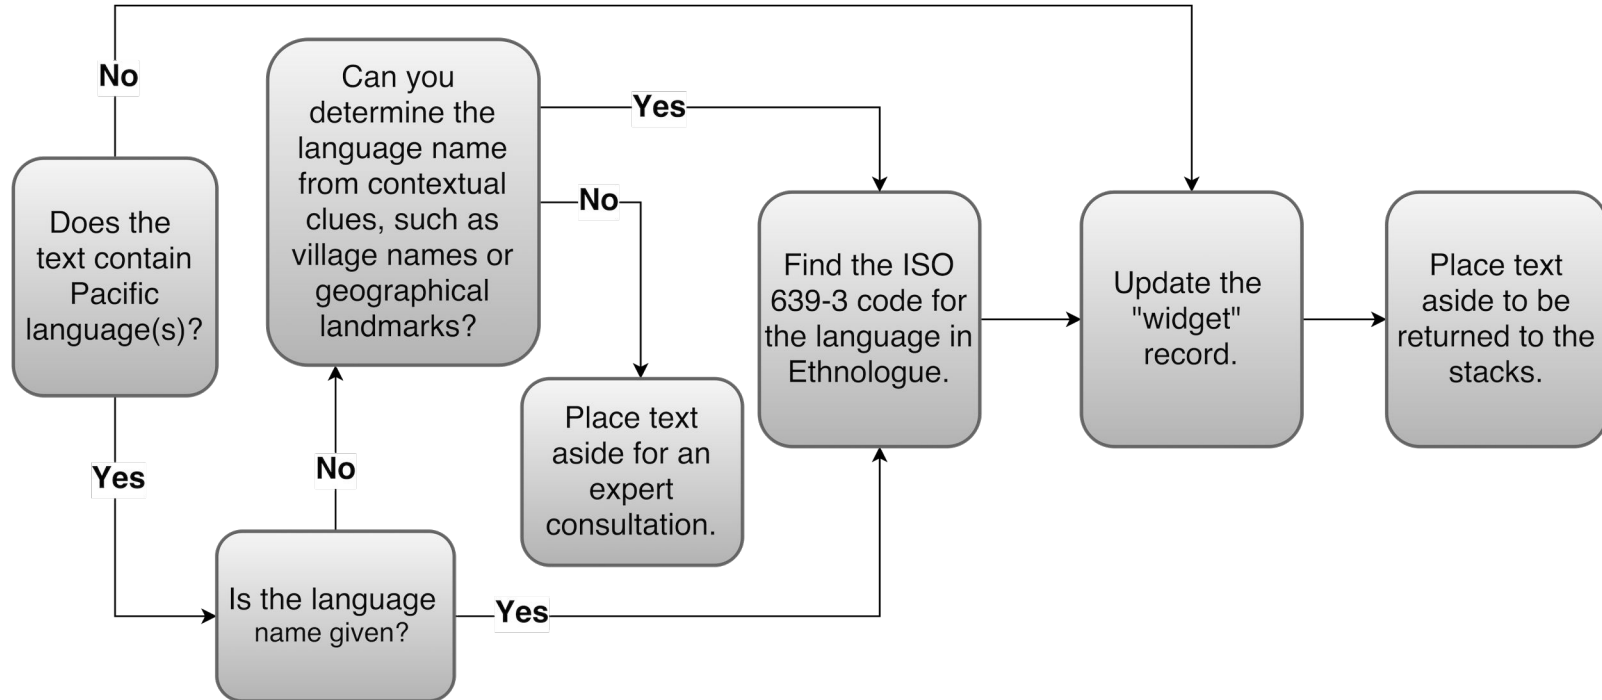 No
Does the
text contain
Pacific
language(s)?
Yes
Is the language
name given?
No
Yes
Can you
determine the
language name
from contextual
clues, such as
village names or
geographical
landmarks?
Yes
No
Place text
aside for an
expert
consultation.
Find the ISO
639-3 code for
the language in
Ethnologue.
Update the
"widget"
record.
Place text
aside to be
returned to the
stacks.